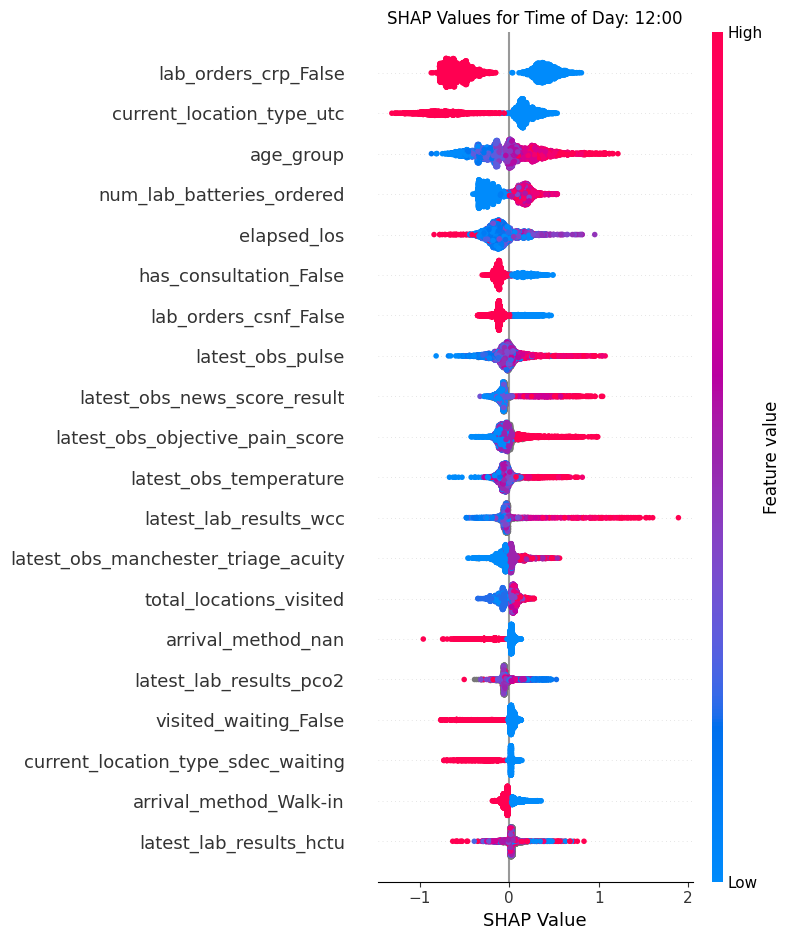 SHAP Values for Time of Day: 12:00
High
lab_orders_crp_False
current_location_type_utc
age_group
num_lab_batteries_ordered
elapsed_los
has_consultation_False
lab_orders_csnf_False
latest_obs_pulse
latest_obs_news_score_result
latest_obs_objective_pain_score
latest_obs_temperature
latest_lab_results_wcc
latest_obs_manchester_triage_acuity
total_locations_visited
arrival_method_nan
latest_lab_results_pco2
visited_waiting_False
current_location_type_sdec_waiting
arrival_method_Walk-in
latest_lab_results_hctu
Feature value
Low
−1 0 1 2
SHAP Value